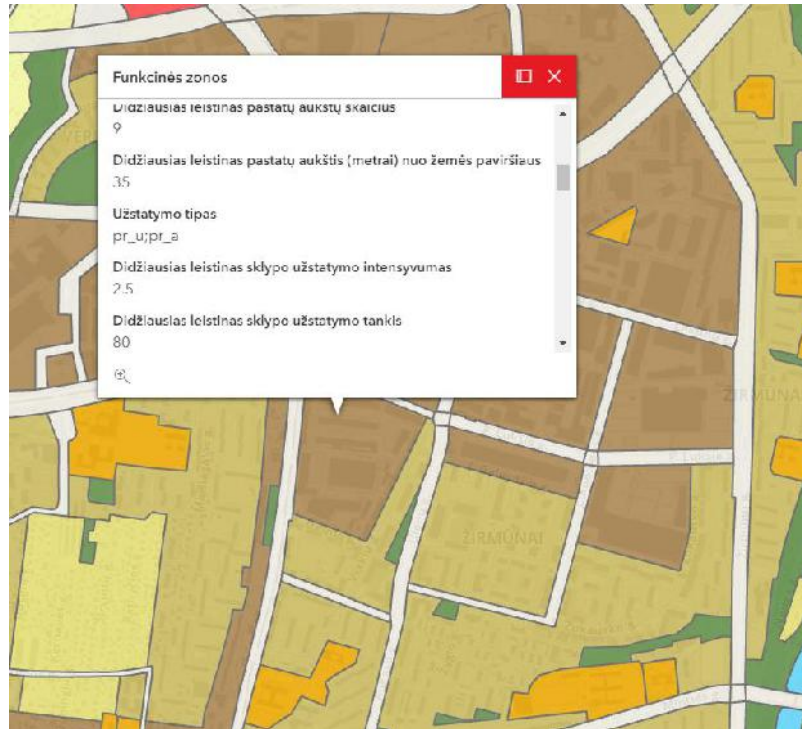 Funkcinės zonos
Didžiausias leistinas pastatų aukštų skaičius
9
Didžiausias leistinas pastatų aukštis (metrai) nuo žemės paviršiaus
35
Užstatymo tipas
pr_u;pr_a
Didžiausias leistinas sklypo užstatymo intensyvumas
2.5
Didžiausias leistinas sklypo užstatymo tankis
80
ŽIRMŪNAI
ŽIRMŪNAI